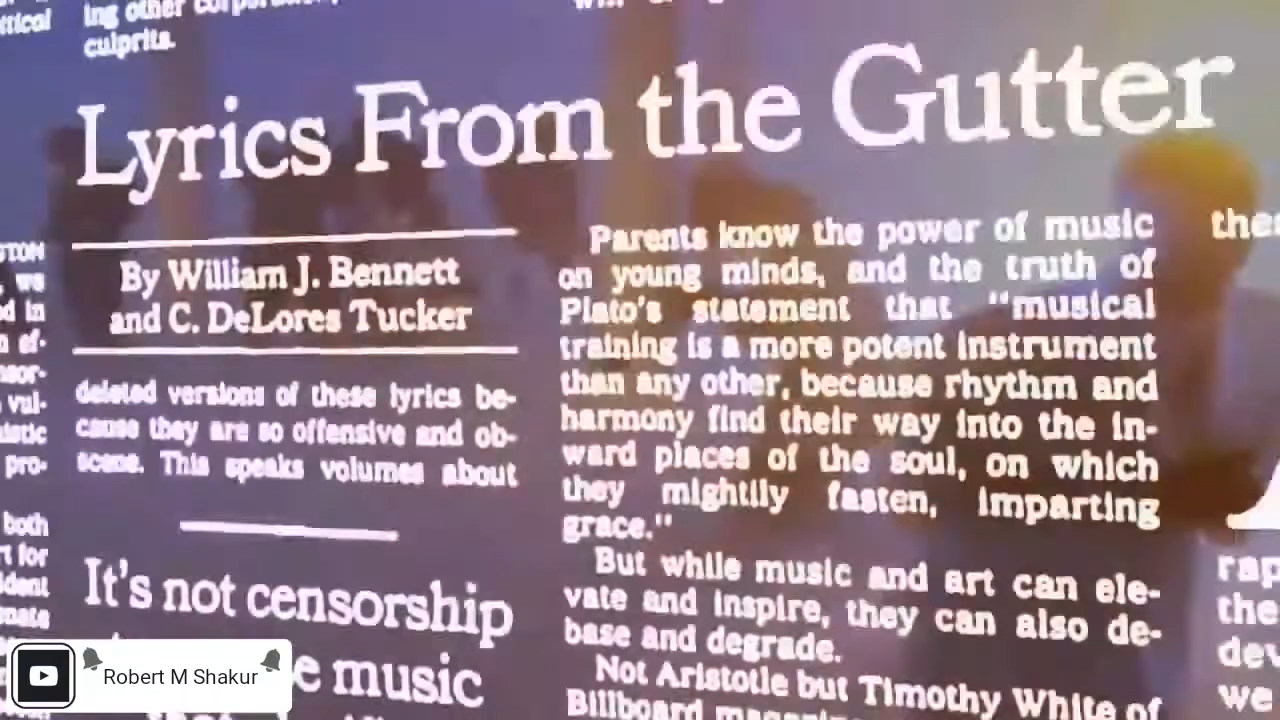 ing other
culprits.
Lyrics From the Gutter
By William J. Bennett
and C. DeLores Tucker
deleted versions of these lyrics be-
cause they are so offensive and ob-
scene. This speaks volumes about
It's not censorship
music
Parents know the power of music
on young minds, and the truth of
Plato's statement that "musical
training is a more potent instrument
than any other, because rhythm and
harmony find their way into the in-
ward places of the soul, on which
they mightily fasten, imparting
grace."
But while music and art can ele-
vate and inspire, they can also de-
base and degrade.
Not Aristotle but Timothy White of
Billboard
both
Robert M Shakur